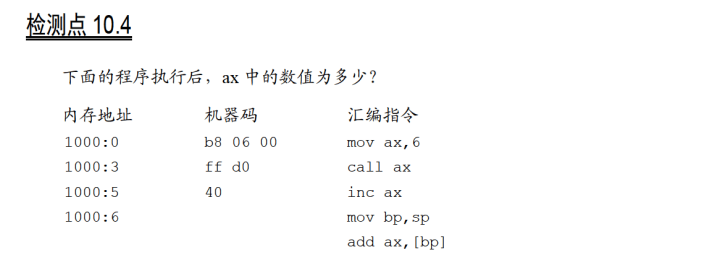 检测点 10.4
下面的程序执行后，ax 中的数值为多少？
内存地址 机器码 汇编指令
1000:0 b8 06 00 mov ax,6
1000:3 ff d0 call ax
1000:5 40 inc ax
1000:6 mov bp,sp
add ax,[bp]